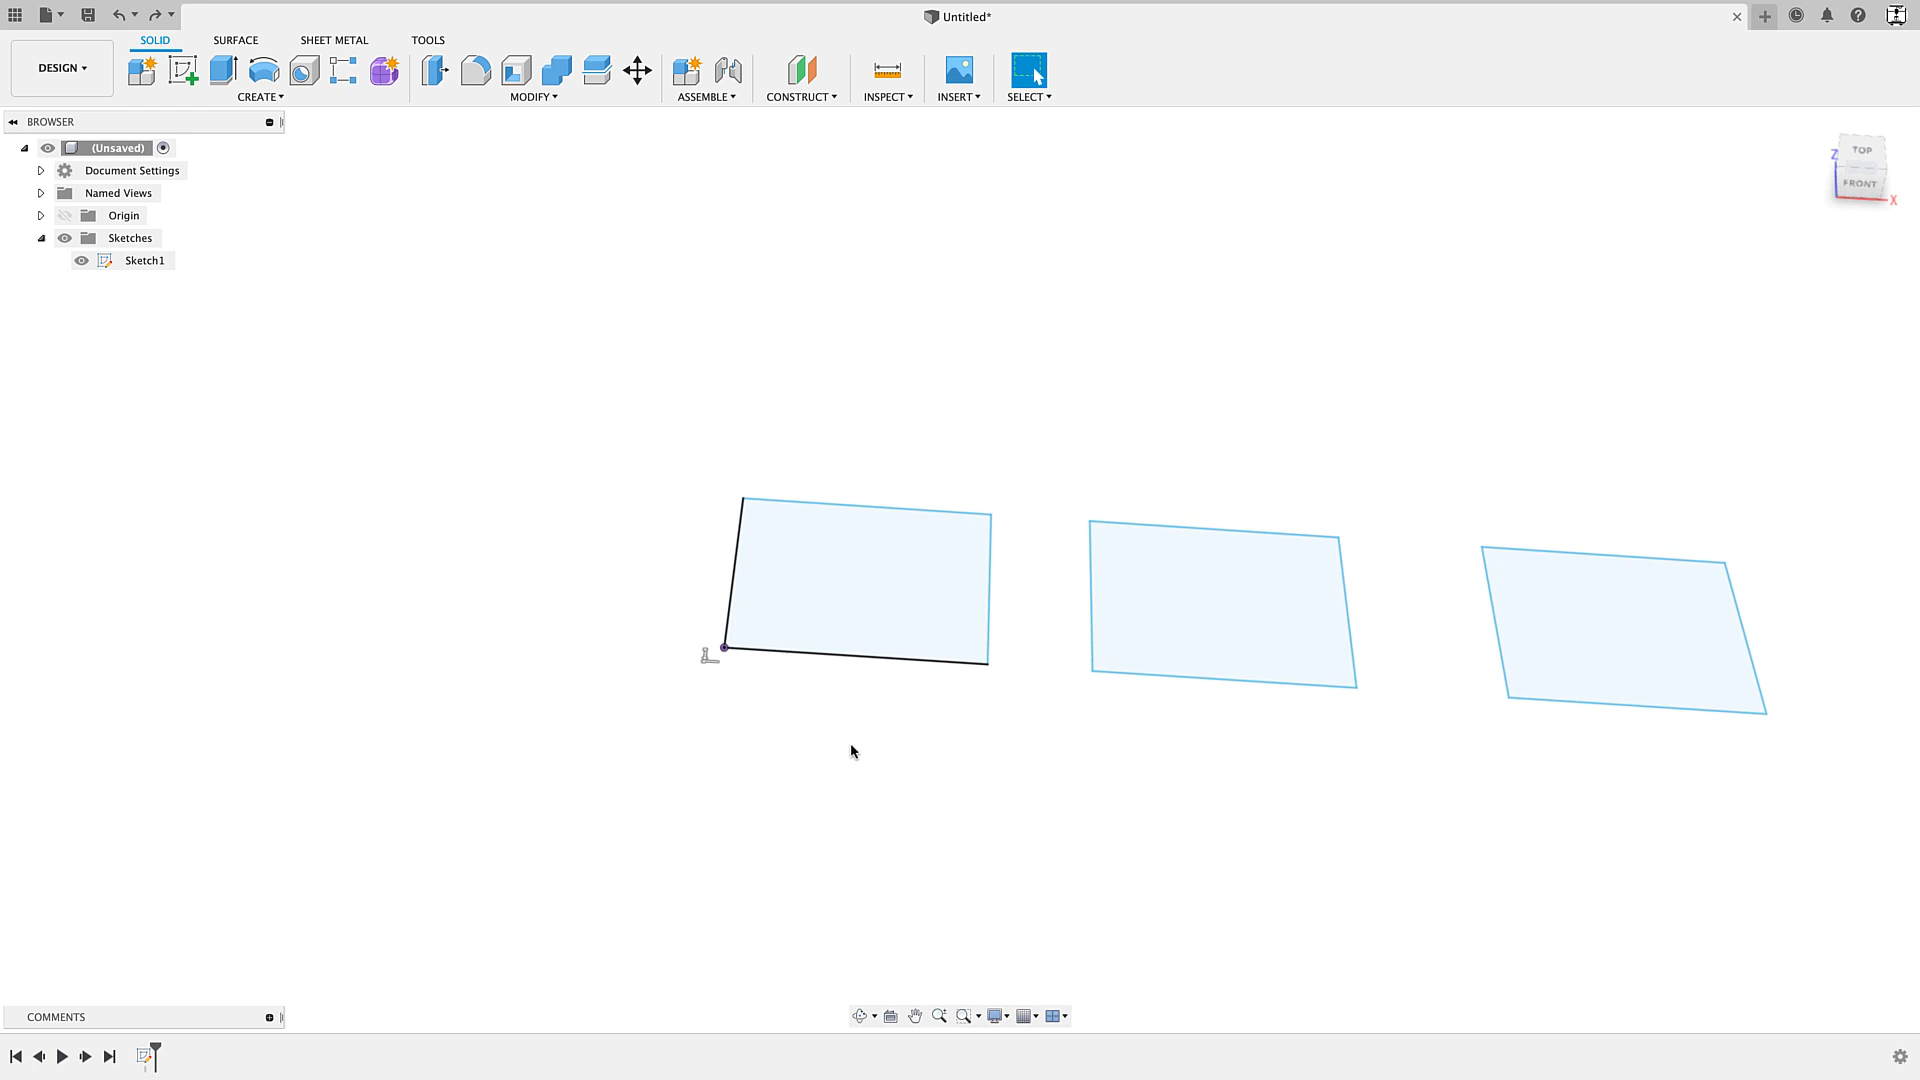 Untitled*
SOLID
SURFACE
SHEET METAL
TOOLS
DESIGN
CREATE
MODIFY
ASSEMBLE
CONSTRUCT
INSPECT
INSERT
SELECT
BROWSER
(Unsaved)
Document Settings
Named Views
Origin
Sketches
Sketch1
TOP
Z
FRONT
X
COMMENTS